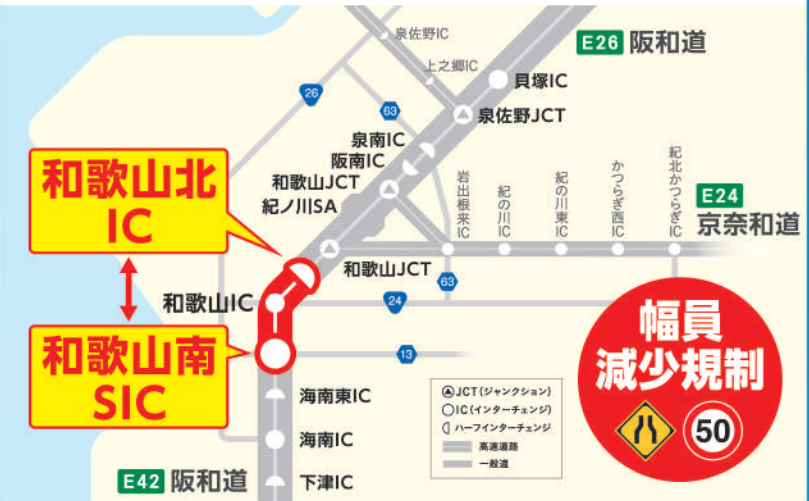 泉佐野IC
E26 阪和道
上之郷IC
貝塚IC
26
63
泉佐野JCT
泉南IC
阪南IC
和歌山JCT
紀ノ川SA
岩出根来IC
紀の川IC
紀の川東IC
かつらぎ西IC
紀北かつらぎIC
E24
京奈和道
和歌山北
IC
和歌山JCT
63
和歌山IC
24
和歌山南
SIC
13
幅員
減少規制
50
海南東IC
海南IC
E42 阪和道
下津IC
JCT(ジャンクション)
IC(インターチェンジ)
ハーフインターチェンジ
高速道路
一般道